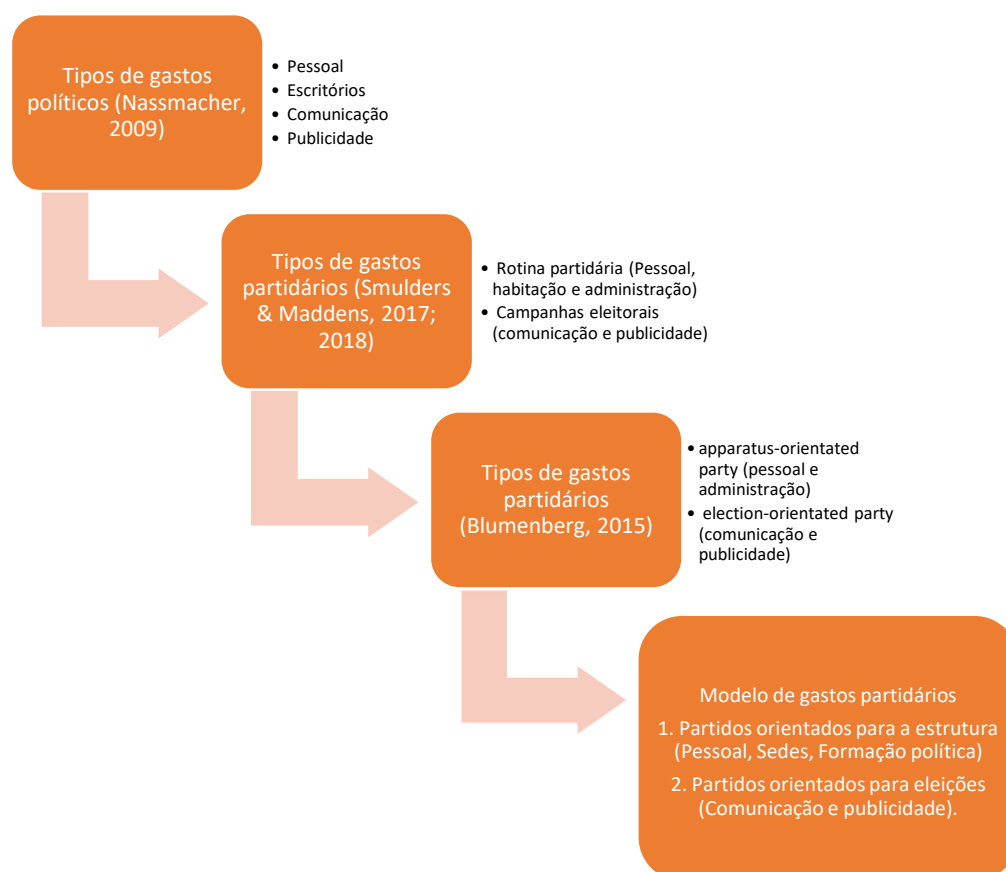 Tipos de gastos
políticos (Nassmacher,
2009)
• Pessoal
• Escritórios
• Comunicação
• Publicidade
Tipos de gastos
partidários (Smulders
& Maddens, 2017;
2018)
• Rotina partidária (Pessoal,
habitação e administração)
• Campanhas eleitorais
(comunicação e publicidade)
Tipos de gastos
partidários
(Blumenberg, 2015)
• apparatus-orientated
party (pessoal e
administração)
• election-orientated party
(comunicação e
publicidade)
Modelo de gastos partidários
1. Partidos orientados para a estrutura
(Pessoal, Sedes, Formação política)
2. Partidos orientados para eleições
(Comunicação e publicidade).